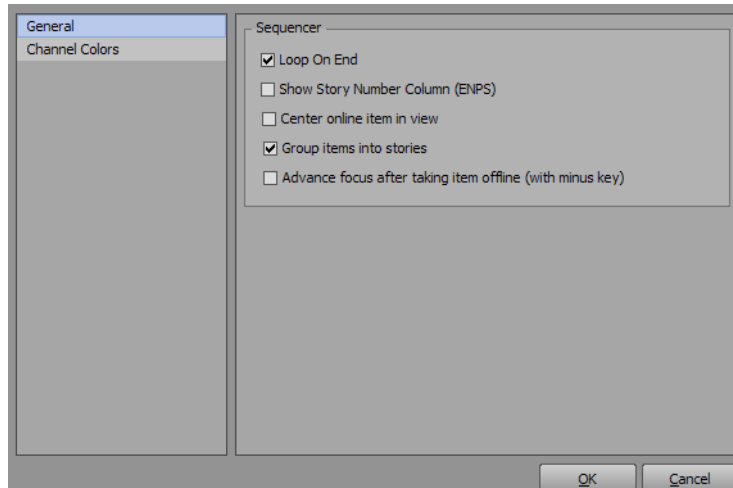 General
Channel Colors
Sequencer
Loop On End
Show Story Number Column (ENPS)
Center online item in view
Group items into stories
Advance focus after taking item offline (with minus key)
OK
Cancel